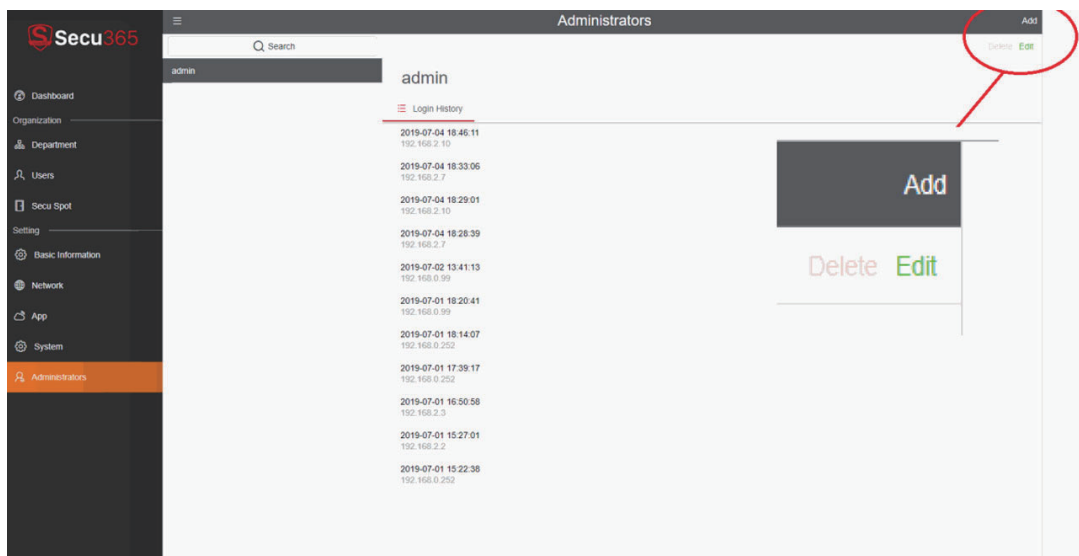 Secu365
Administrators
Add
Search
Delete Edit
admin
admin
Dashboard
Login History
Organization
Department
Users
Secu Spot
Setting
Basic Information
Network
App
System
Administrators
2019-07-04 18:46:11
192.168.2.10
2019-07-04 18:33:06
192.168.2.7
2019-07-04 18:29:01
192.168.2.10
2019-07-04 18:28:39
192.168.2.7
2019-07-02 13:41:13
192.168.0.99
2019-07-01 18:20:41
192.168.0.99
2019-07-01 18:14:07
192.168.0.252
2019-07-01 17:39:17
192.168.0.252
2019-07-01 16:50:58
192.168.2.3
2019-07-01 15:27:01
192.168.2.2
2019-07-01 15:22:38
192.168.0.252
Add
Delete Edit